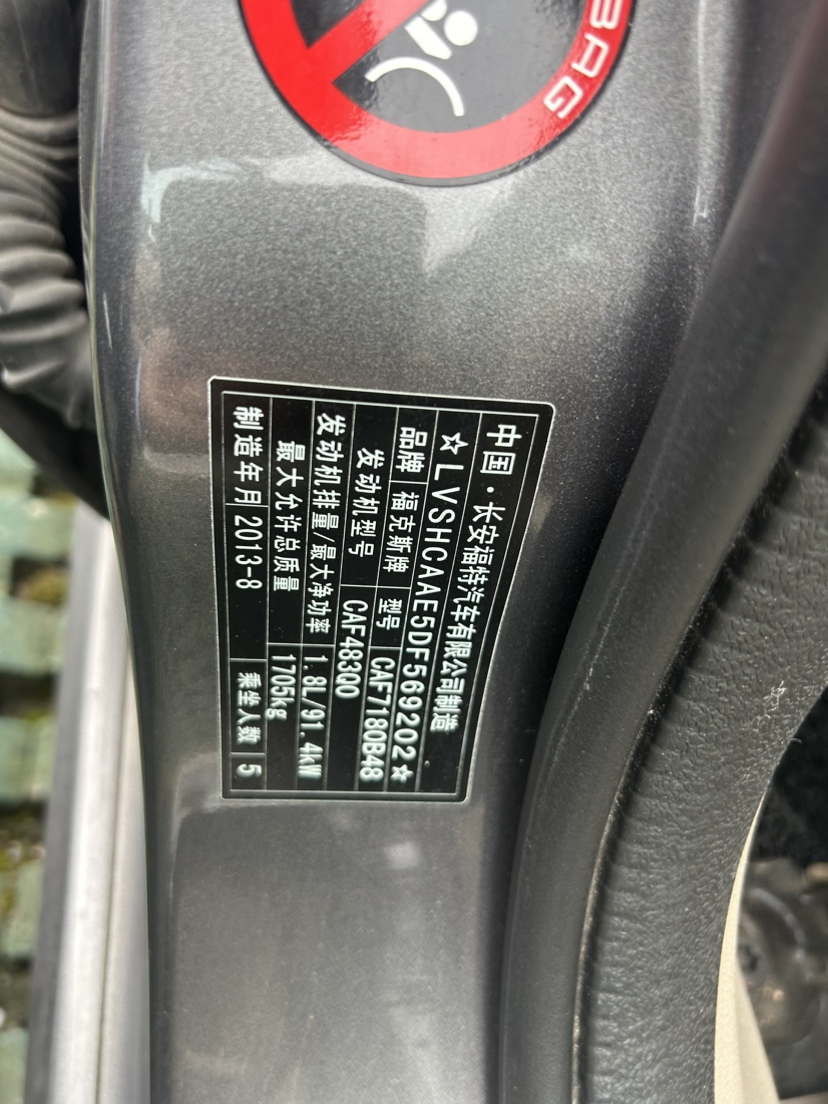 BAG
中国·长安福特汽车有限公司制造
☆LVSHCAAE5DF569202☆
品牌 福克斯牌 型号 CAF7180B48
发动机型号 CAF483Q0
发动机排量/最大净功率 1.8L/91.4kW
最大允许总质量 1705kg
制造年月 2013-8 乘坐人数 5